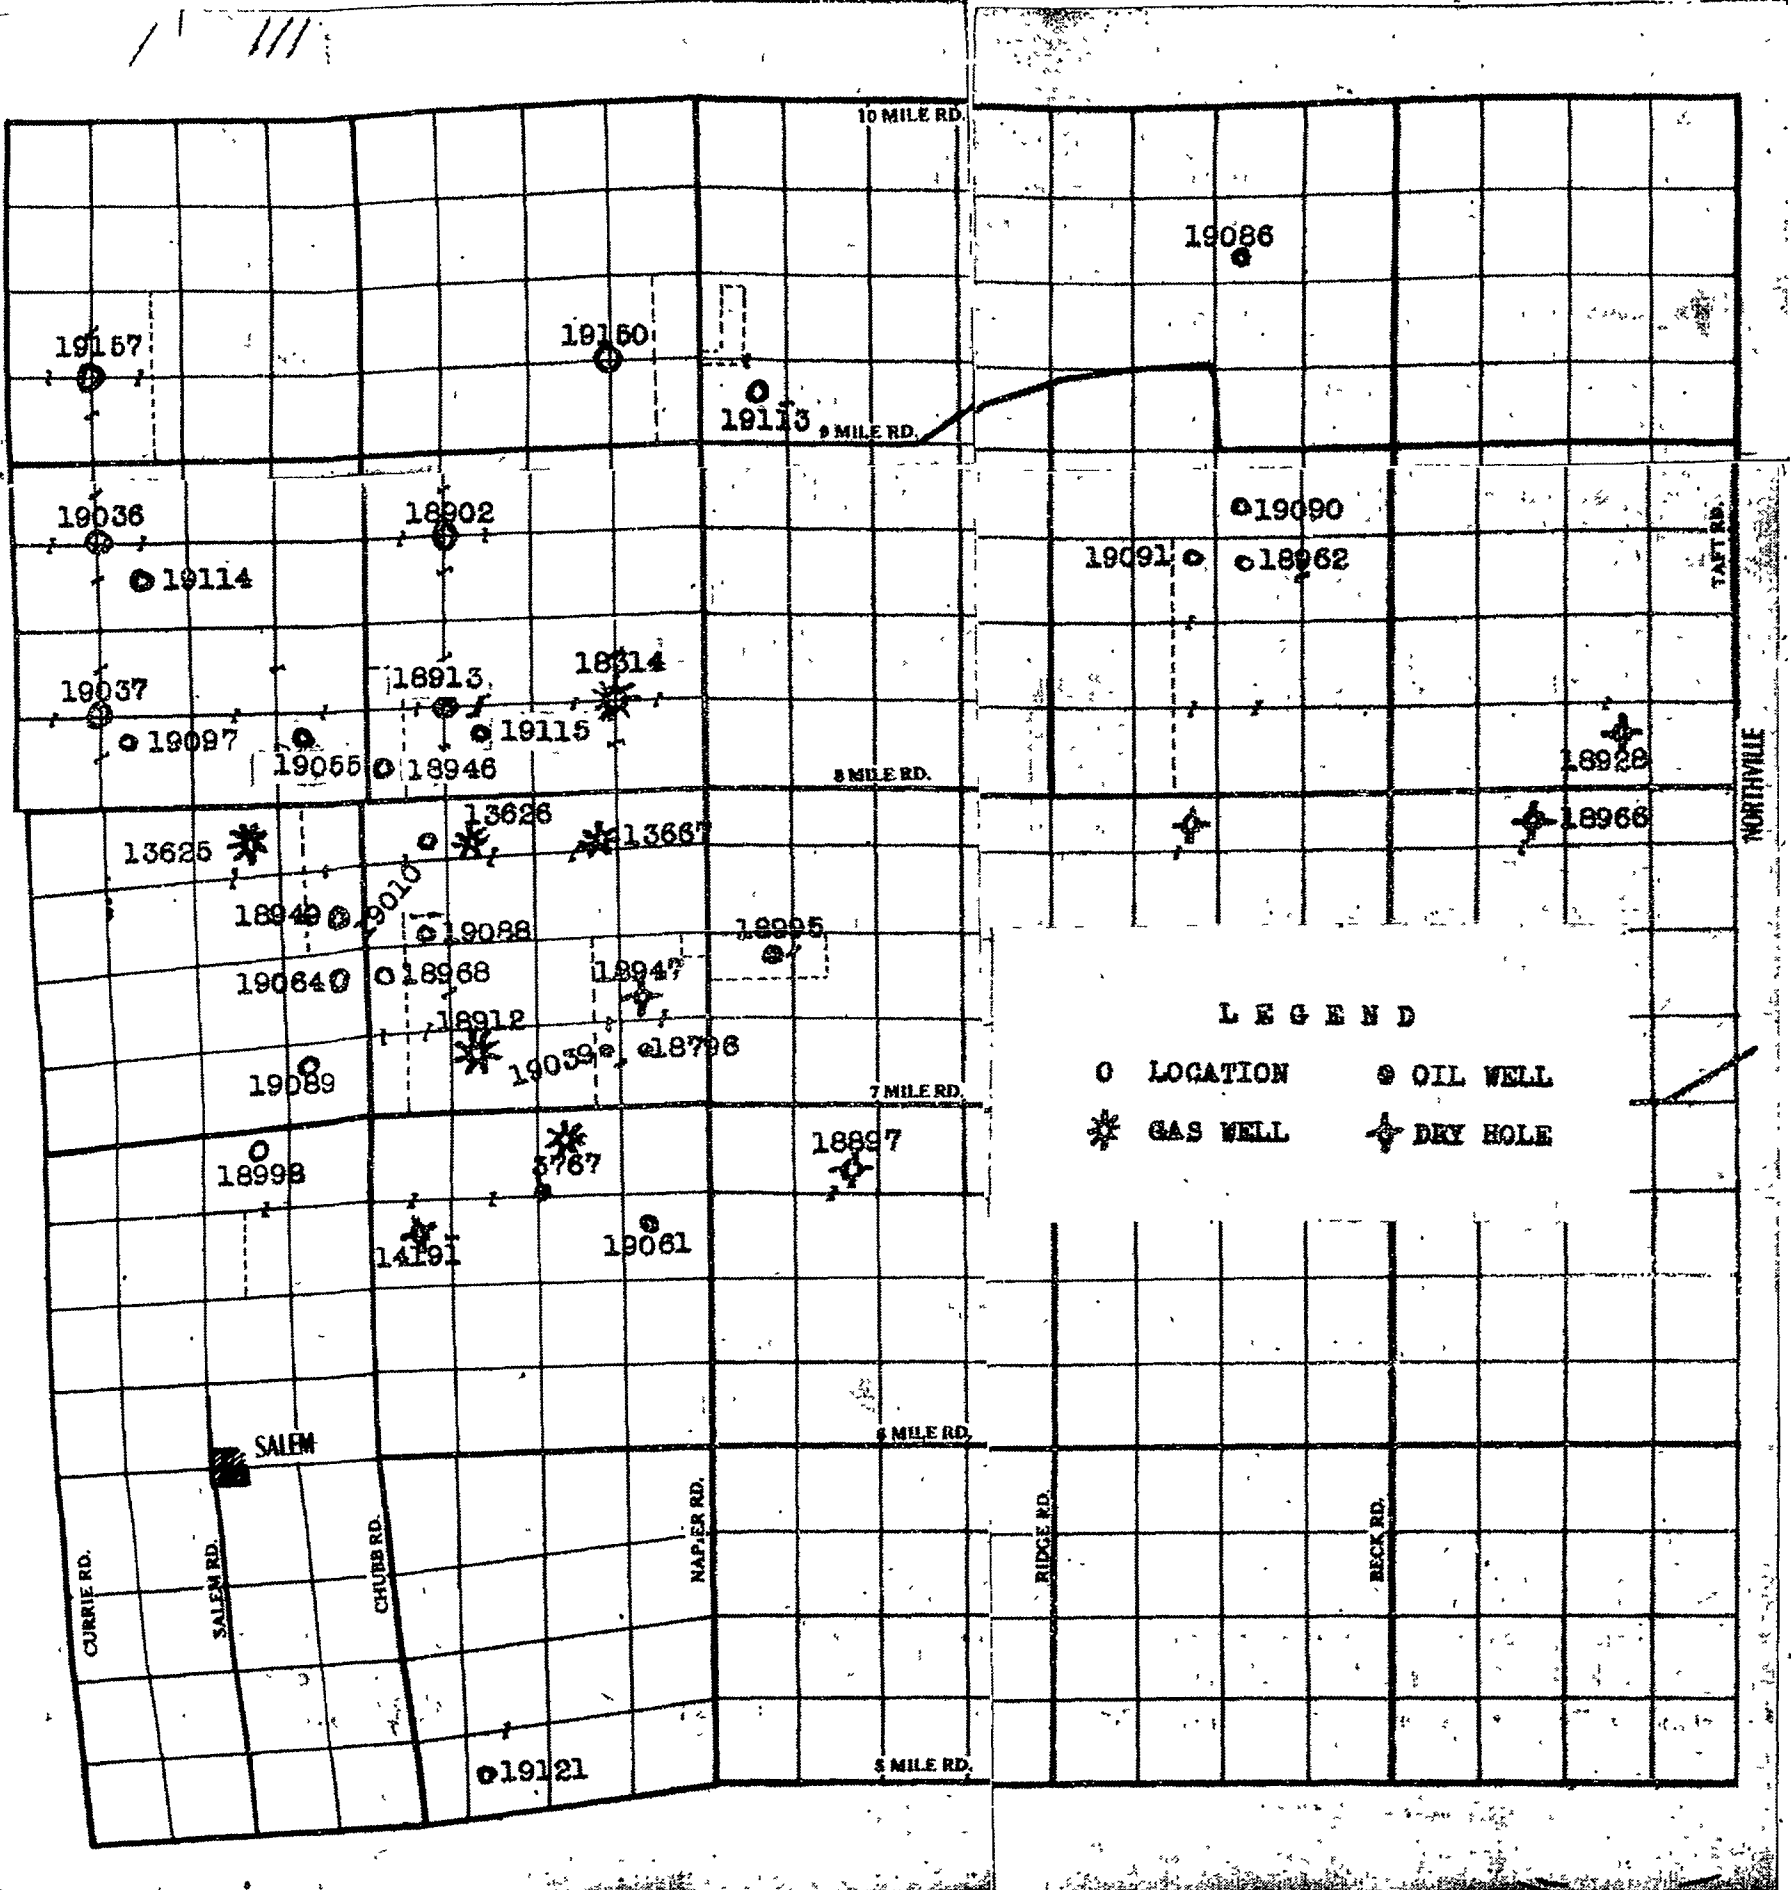 10 MILE RD.
19086
19157
19150
19113
9 MILE RD.
19036
18902
19090
19114
19091
18962
TAFT RD.
19037
18913
18314
19097
19115
19055
18946
8 MILE RD.
18928
NORTHVILLE
13625
13626
13667
18966
18949
19010
19088
18995
19064
18968
18947
18912
19039
18796
19089
7 MILE RD.
LEGEND
LOCATION
OIL WELL
GAS WELL
DRY HOLE
18998
3767
18897
14191
19061
SALEM
6 MILE RD.
CURRIE RD.
SALEM RD.
CHUBB RD.
NAPIER RD.
RIDGE RD.
BECK RD.
19121
5 MILE RD.